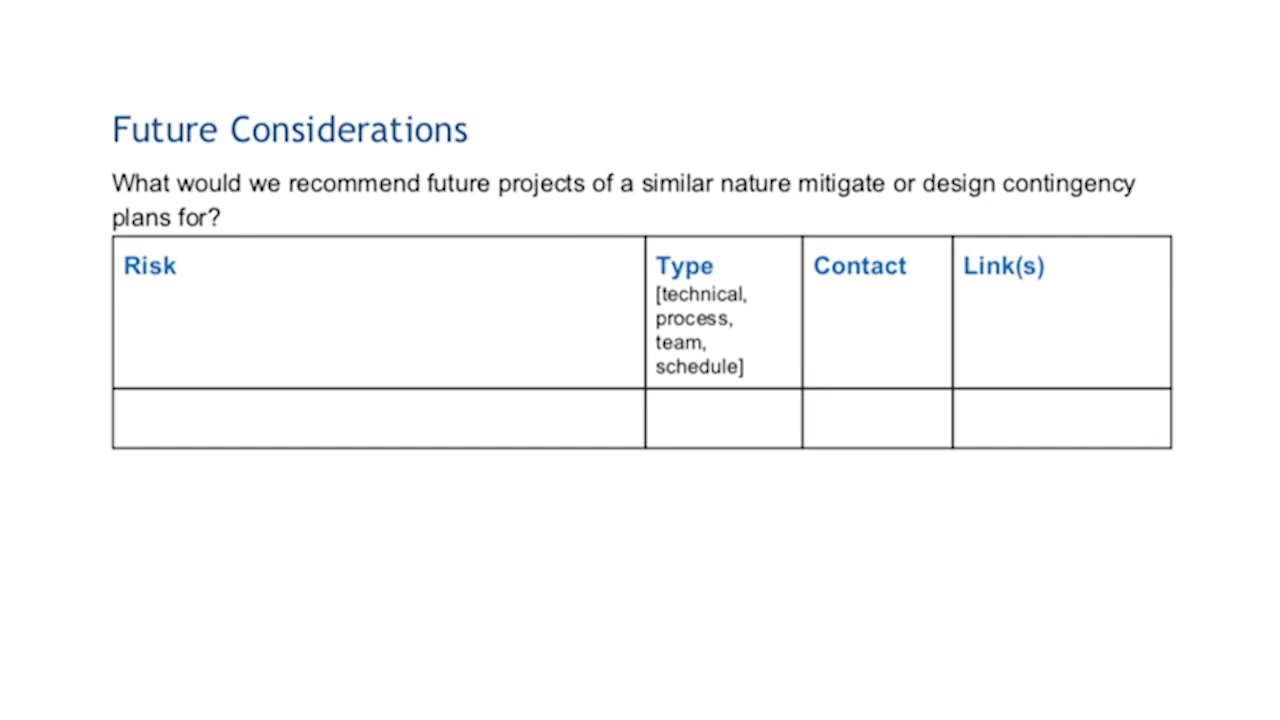 Future Considerations
What would we recommend future projects of a similar nature mitigate or design contingency
plans for?
Risk
Type
[technical,
process,
team,
schedule]
Contact
Link(s)